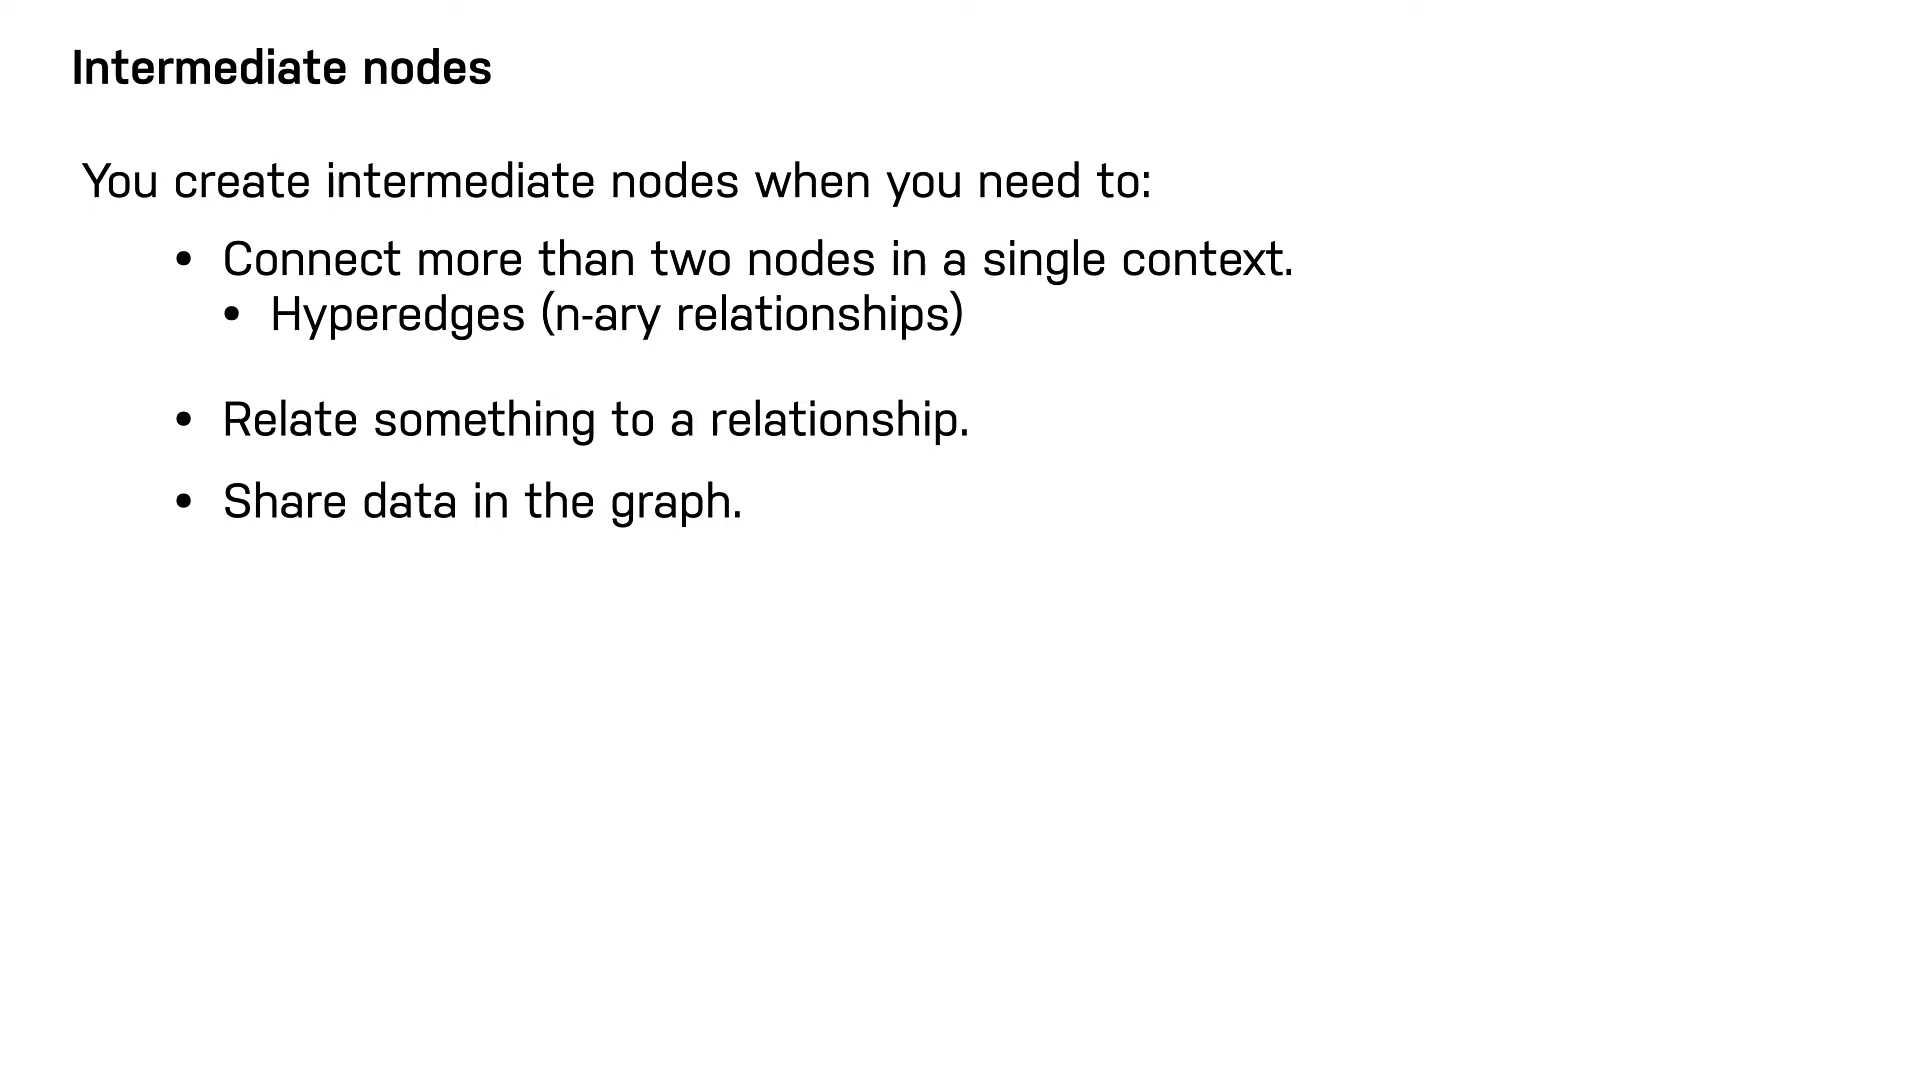 Intermediate nodes
You create intermediate nodes when you need to:
• Connect more than two nodes in a single context.
• Hyperedges (n-ary relationships)
• Relate something to a relationship.
• Share data in the graph.